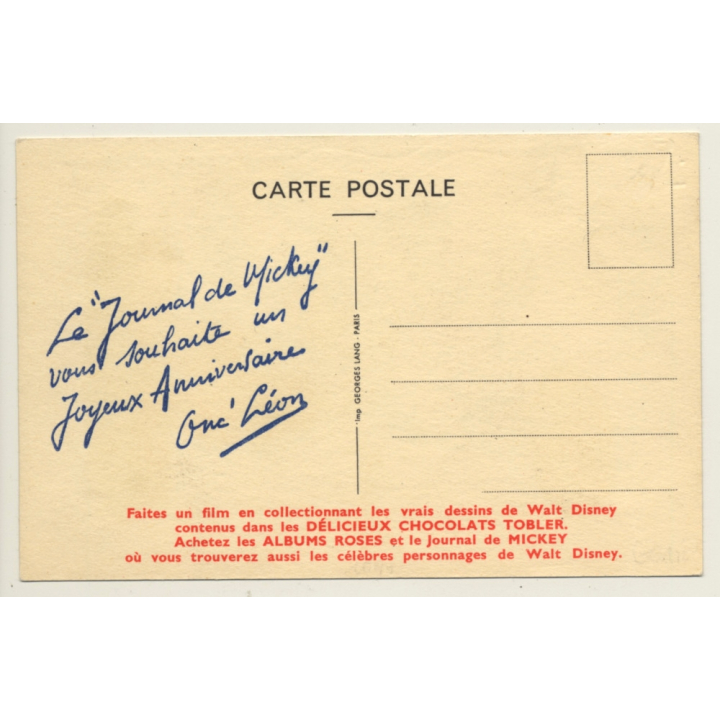 CARTE POSTALE
Le "Journal de Mickey"
vous souhaite un
Joyeux Anniversaire
Onc' Léon
Imp. GEORGES LANG - PARIS
Faites un film en collectionnant les vrais dessins de Walt Disney
contenus dans les DÉLICIEUX CHOCOLATS TOBLER.
Achetez les ALBUMS ROSES et le Journal de MICKEY
où vous trouverez aussi les célèbres personnages de Walt Disney.